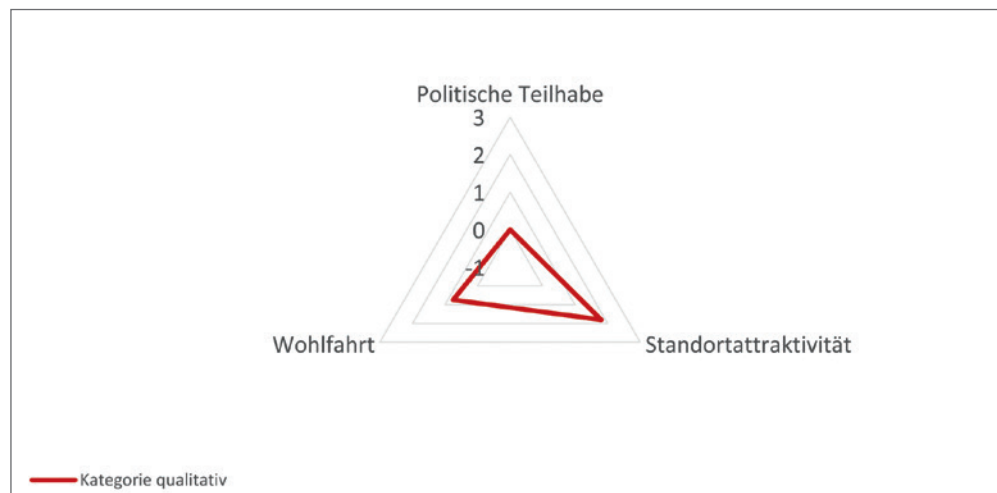 Politische Teilhabe
3
2
1
0
-1
Wohlfahrt
Standortattraktivität
Kategorie qualitativ